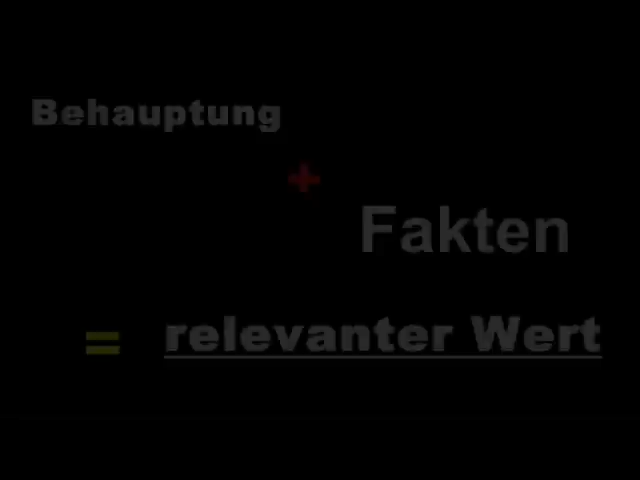 Behauptung
+
Fakten
= relevanter Wert